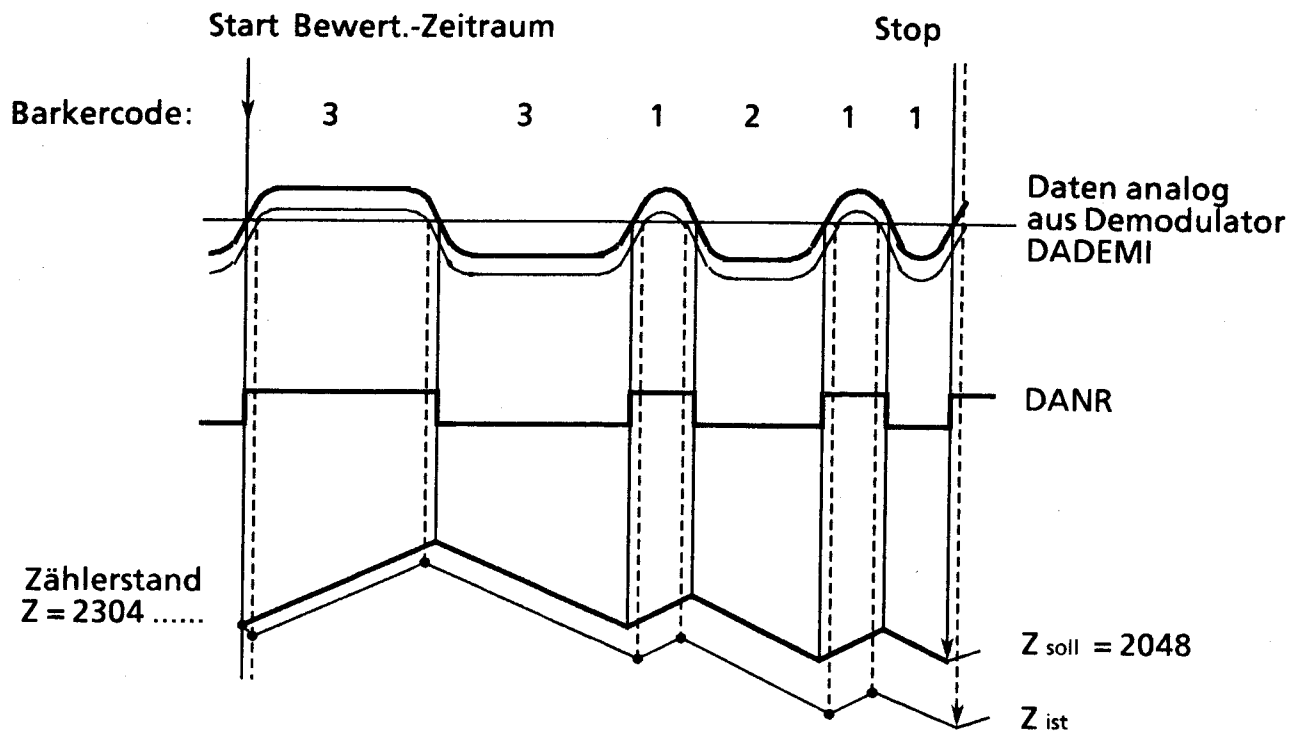 Start Bewert.-Zeitraum Stop
Barkercode: 3 3 1 2 1 1
Daten analog
aus Demodulator
DADEMI
DANR
Zählerstand
Z = 2304 ......
Z soll = 2048
Z ist